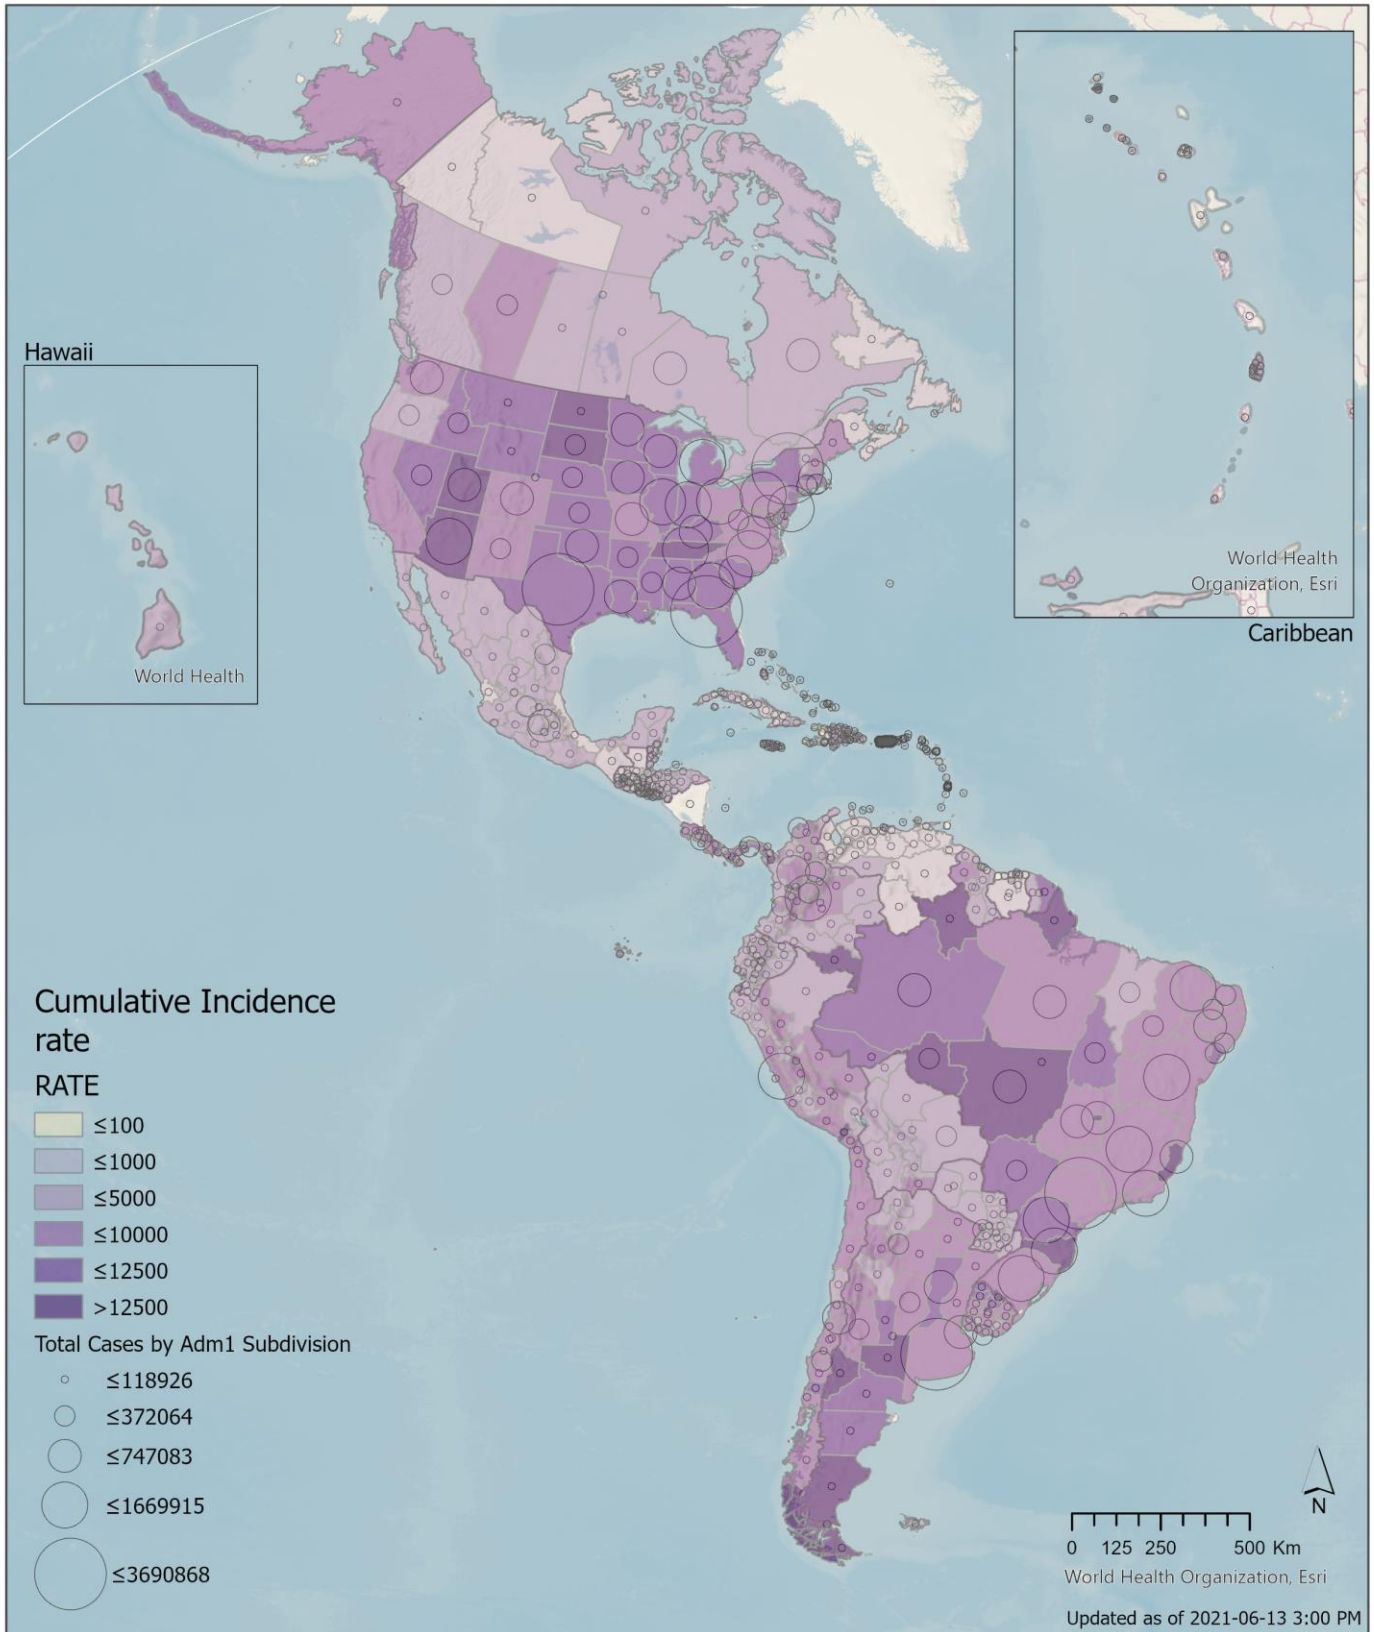 Hawaii
World Health
World Health
Organization, Esri
Caribbean
Cumulative Incidence
rate
RATE
≤100
≤1000
≤5000
≤10000
≤12500
>12500
Total Cases by Adm1 Subdivision
≤118926
≤372064
≤747083
≤1669915
≤3690868
N
0 125 250 500 Km
World Health Organization, Esri
Updated as of 2021-06-13 3:00 PM